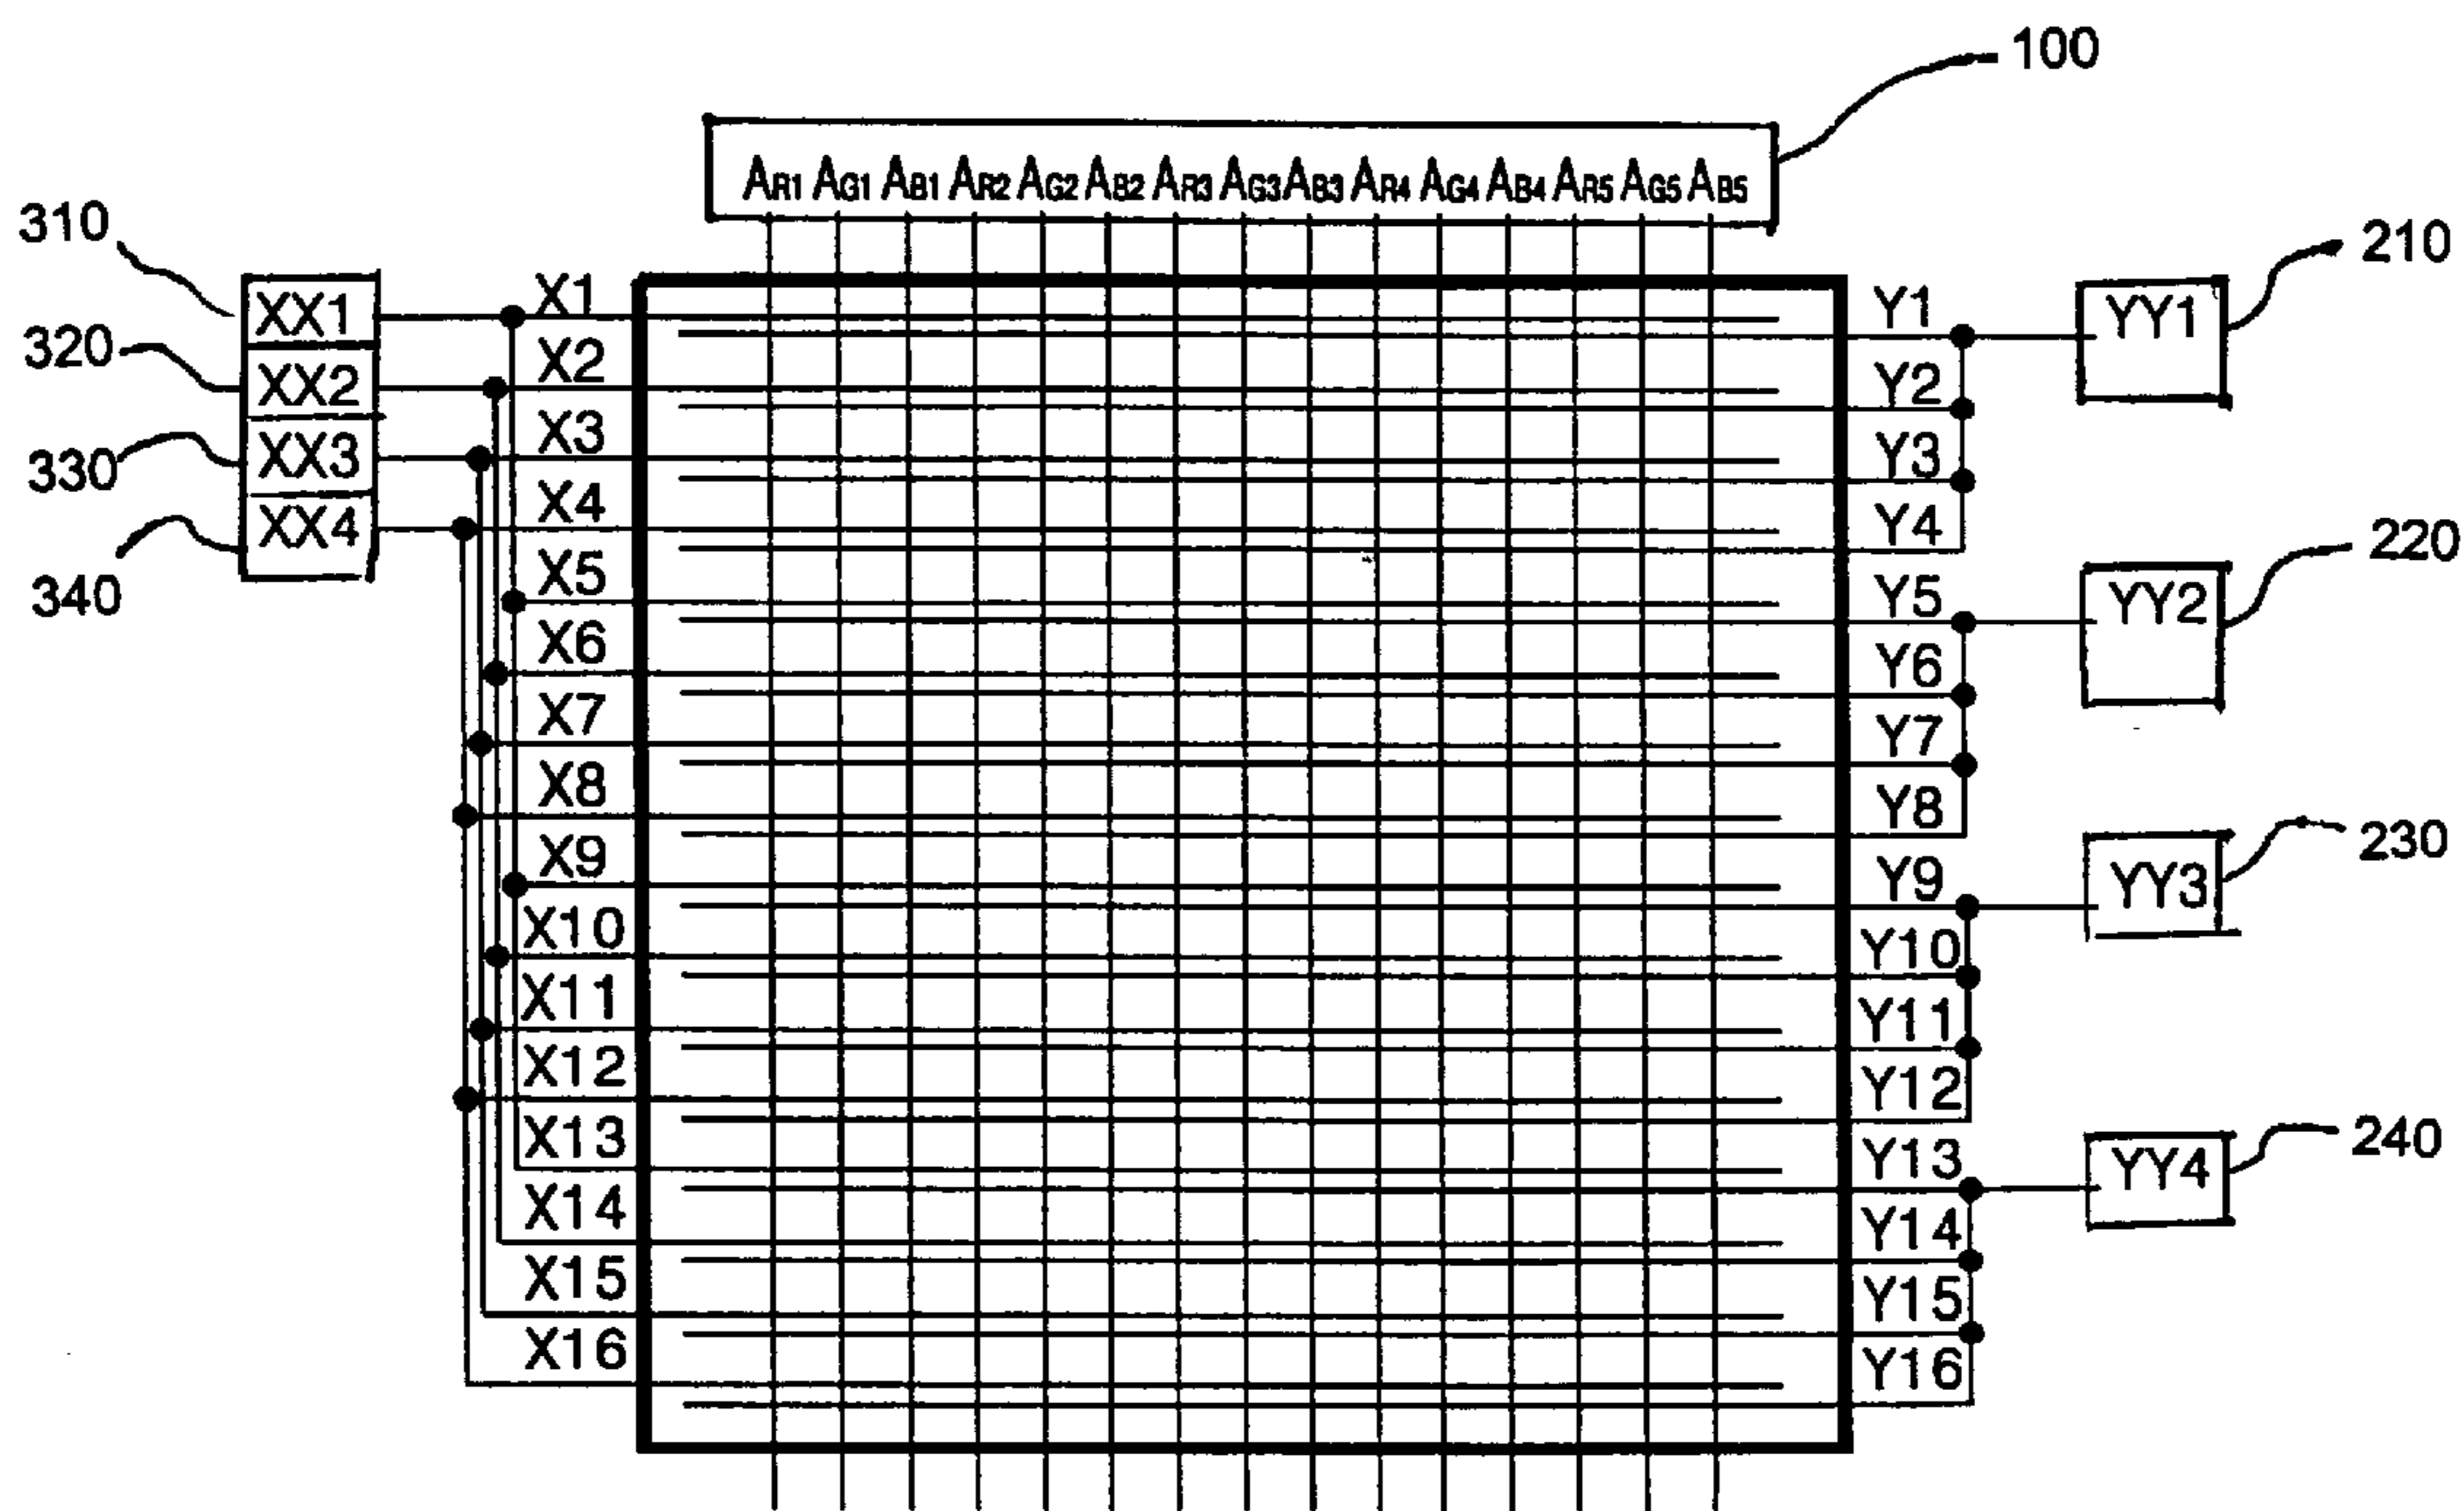 100
AR1 AG1 AB1 AR2 AG2 AB2 AR3 AG3 AB3 AR4 AG4 AB4 AR5 AG5 AB5
310
320
330
340
XX1
XX2
XX3
XX4
X1
X2
X3
X4
X5
X6
X7
X8
X9
X10
X11
X12
X13
X14
X15
X16
Y1
Y2
Y3
Y4
Y5
Y6
Y7
Y8
Y9
Y10
Y11
Y12
Y13
Y14
Y15
Y16
YY1
YY2
YY3
YY4
210
220
230
240